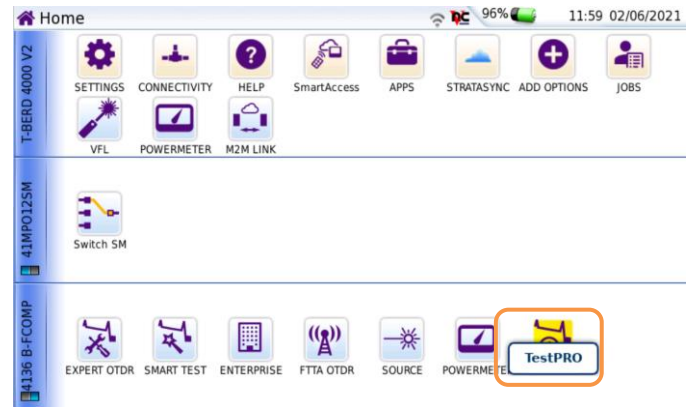 Home
96%
11:59 02/06/2021
T-BERD 4000 V2
SETTINGS CONNECTIVITY HELP SmartAccess APPS STRATASYNC ADD OPTIONS JOBS
VFL POWERMETER M2M LINK
41MPO12SM
Switch SM
4136 B-FCOMP
EXPERT OTDR SMART TEST ENTERPRISE FTTA OTDR SOURCE POWERMETE
TestPRO